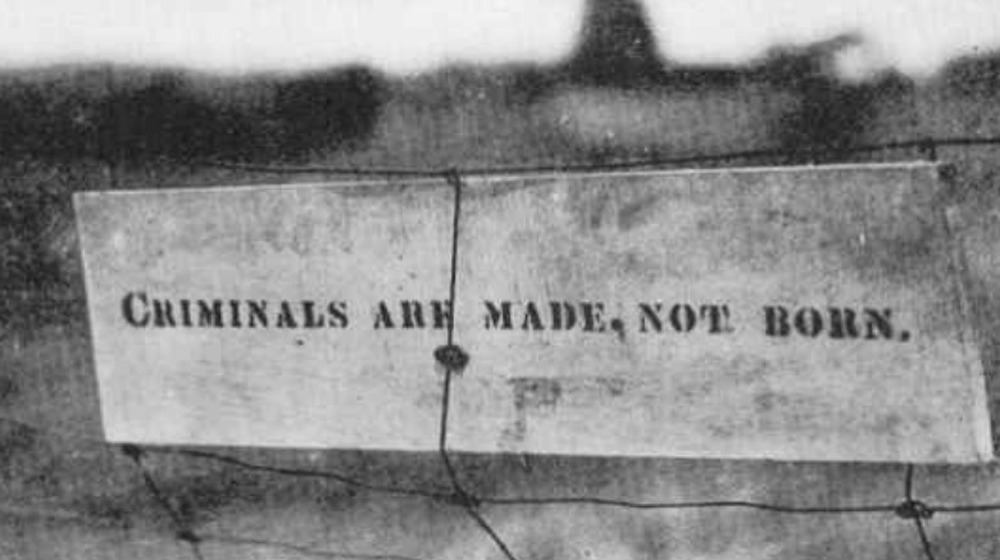 CRIMINALS ARE MADE, NOT BORN.